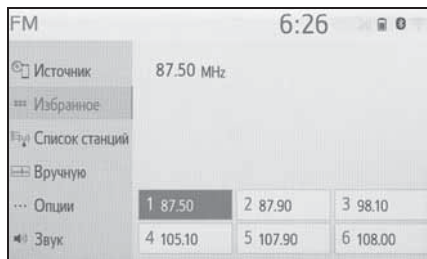 FM 6:26
Источник 87.50 MHz
Избранное
Список станций
Вручную
Опции 1 87.50 2 87.90 3 98.10
Звук 4 105.10 5 107.90 6 108.00